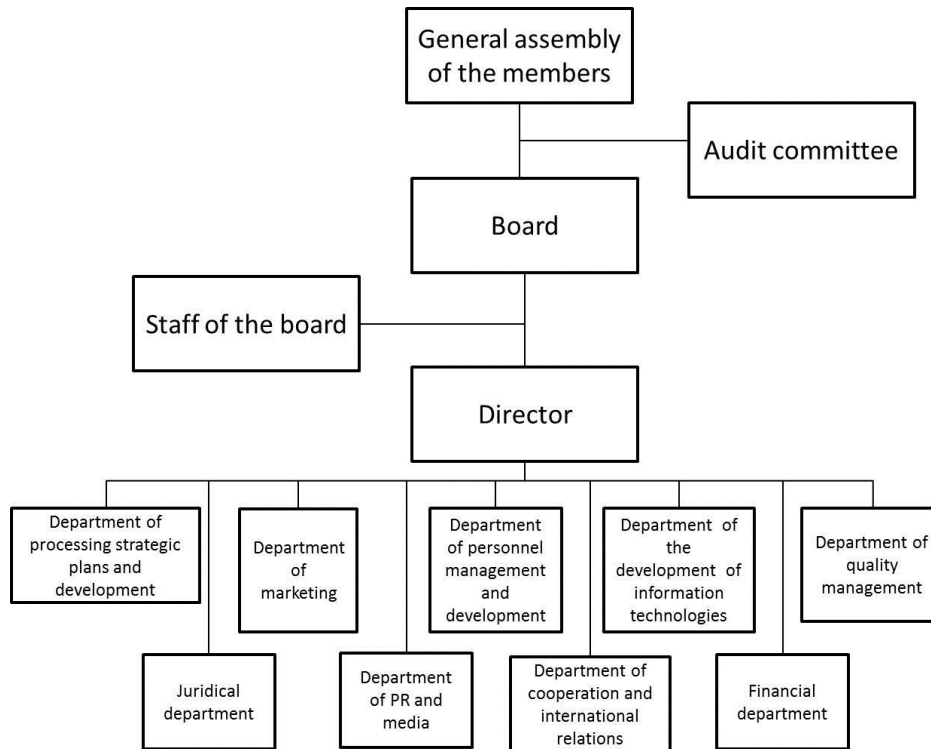 General assembly
of the members
Audit committee
Board
Staff of the board
Director
Department of
processing strategic
plans and
development
Department
of
marketing
Department
of personnel
management
and
development
Department of
the
development of
information
technologies
Department of
quality
management
Juridical
department
Department
of PR and
media
Department of
cooperation and
international
relations
Financial
department